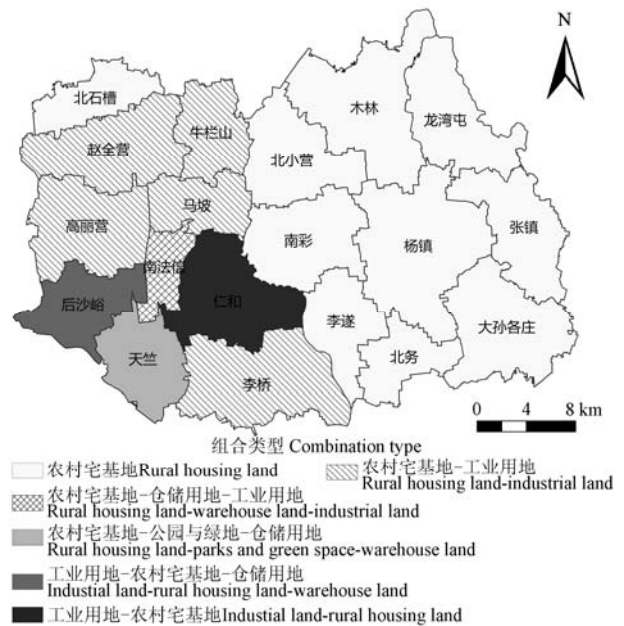 N
北石槽
木林
龙湾屯
牛栏山
赵全营
北小营
马坡
高丽营
张镇
南彩
杨镇
南法信
后沙峪
仁和
李遂
大孙各庄
天竺
北务
李桥
0 4 8 km
组合类型 Combination type
农村宅基地Rural housing land
农村宅基地-工业用地
Rural housing land-industrial land
农村宅基地-仓储用地-工业用地
Rural housing land-warehouse land-industrial land
农村宅基地-公园与绿地-仓储用地
Rural housing land-parks and green space-warehouse land
工业用地-农村宅基地-仓储用地
Industial land-rural housing land-warehouse land
工业用地-农村宅基地Industial land-rural housing land